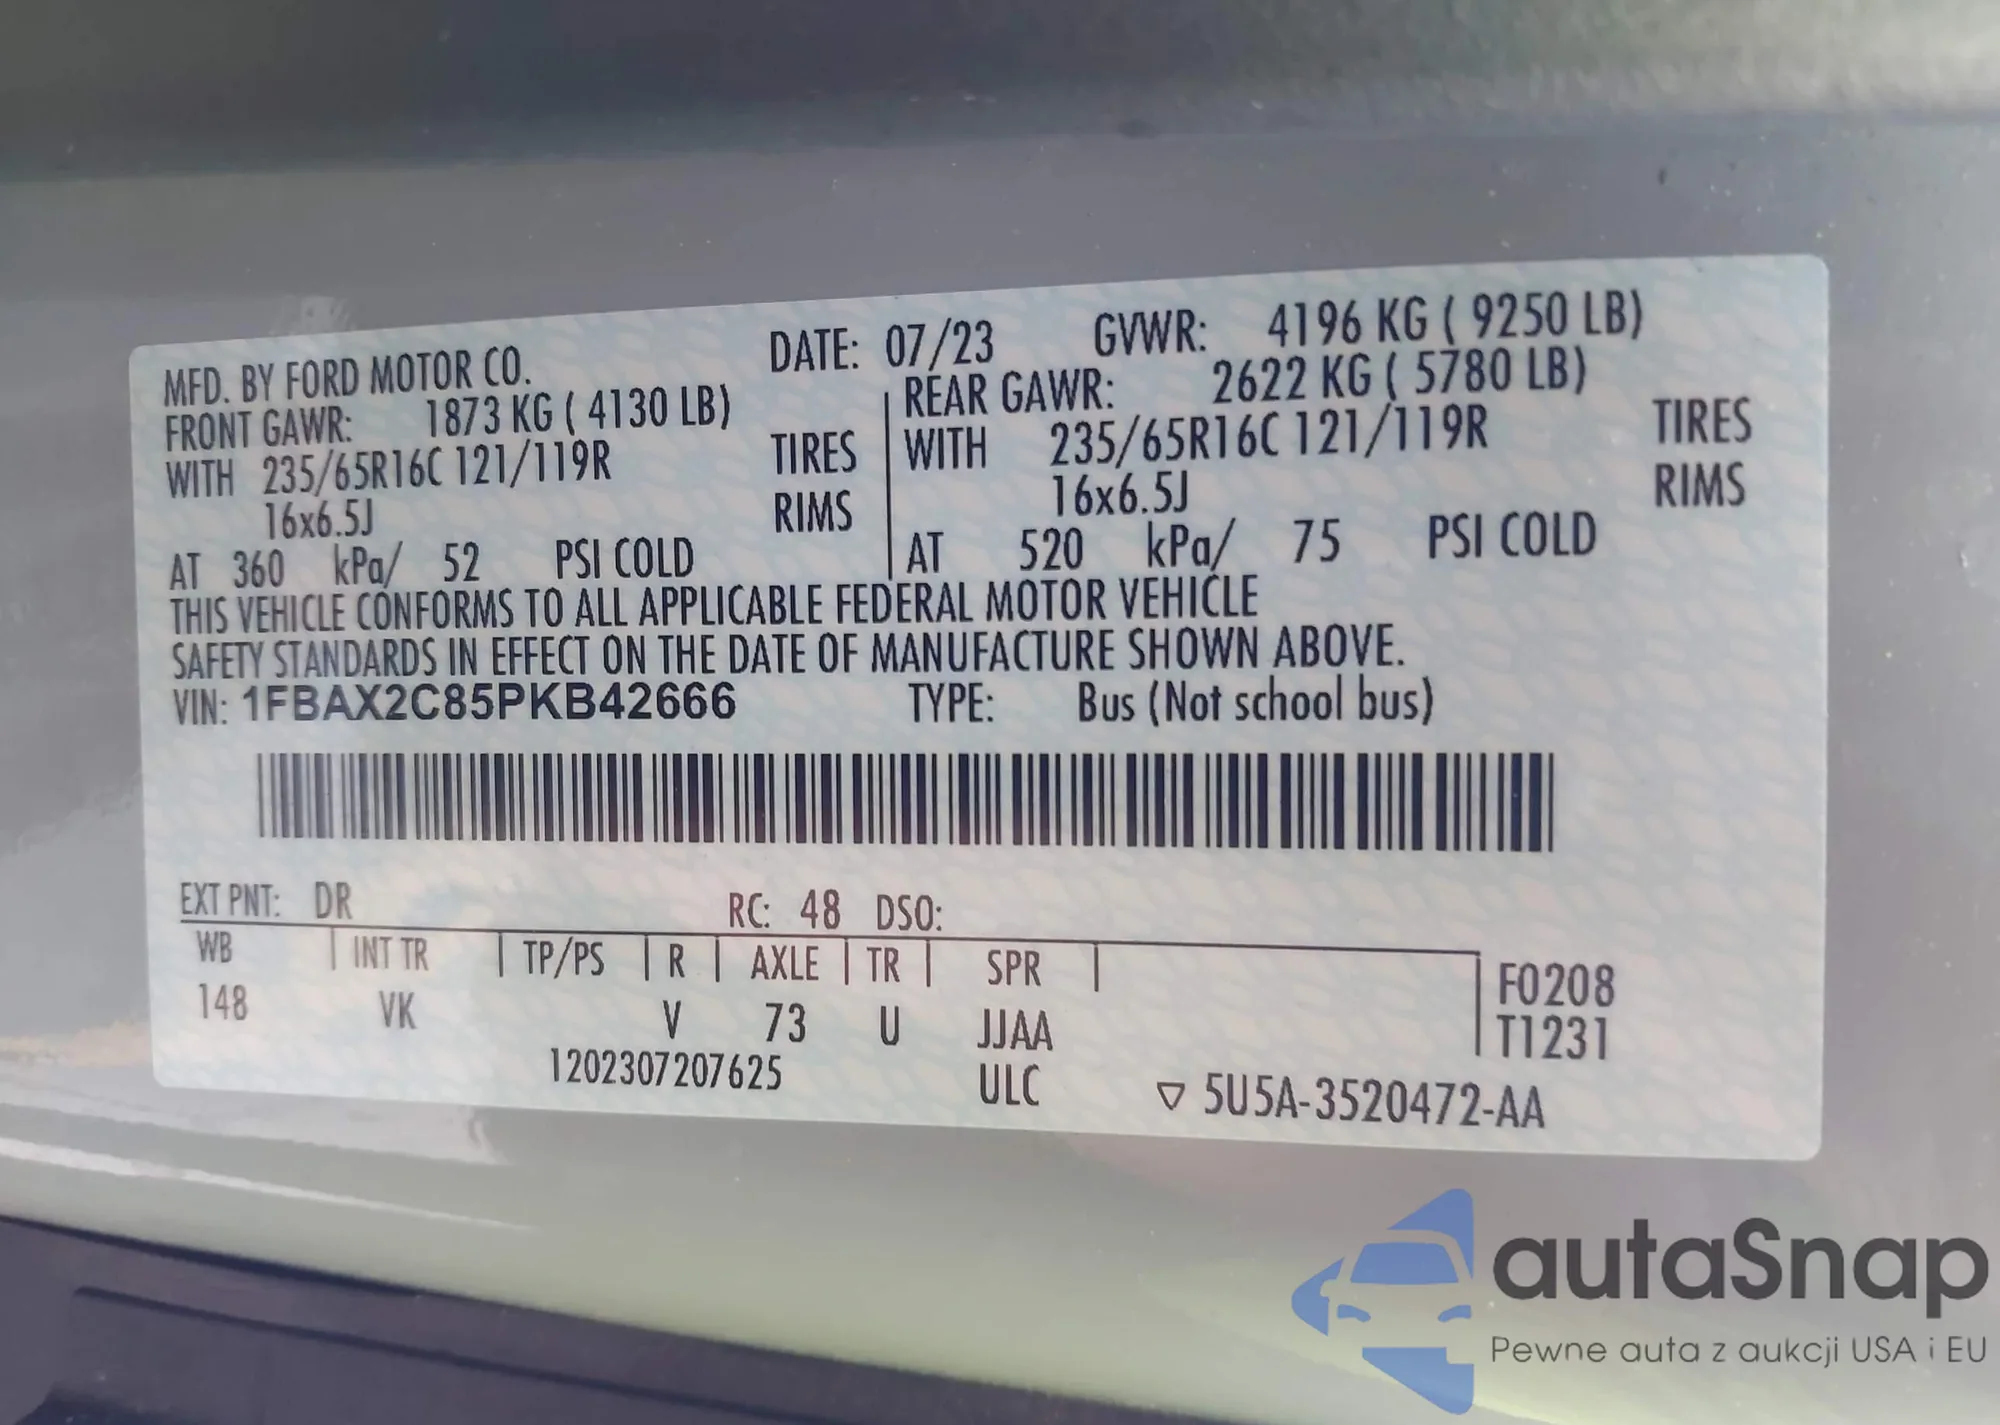 MFD. BY FORD MOTOR CO. DATE: 07/23 GVWR: 4196 KG ( 9250 LB)
FRONT GAWR: 1873 KG ( 4130 LB) REAR GAWR: 2622 KG ( 5780 LB)
WITH 235/65R16C 121/119R TIRES WITH 235/65R16C 121/119R TIRES
16x6.5J RIMS 16x6.5J RIMS
AT 360 kPa/ 52 PSI COLD AT 520 kPa/ 75 PSI COLD
THIS VEHICLE CONFORMS TO ALL APPLICABLE FEDERAL MOTOR VEHICLE
SAFETY STANDARDS IN EFFECT ON THE DATE OF MANUFACTURE SHOWN ABOVE.
VIN: 1FBAX2C85PKB42666 TYPE: Bus (Not school bus)
EXT PNT: DR RC: 48 DSO:
WB INT TR TP/PS R AXLE TR SPR F0208
148 VK V 73 U JJAA T1231
1202307207625 ULC ▽ 5U5A-3520472-AA
autaSnap
Pewne auta z aukcji USA i EU